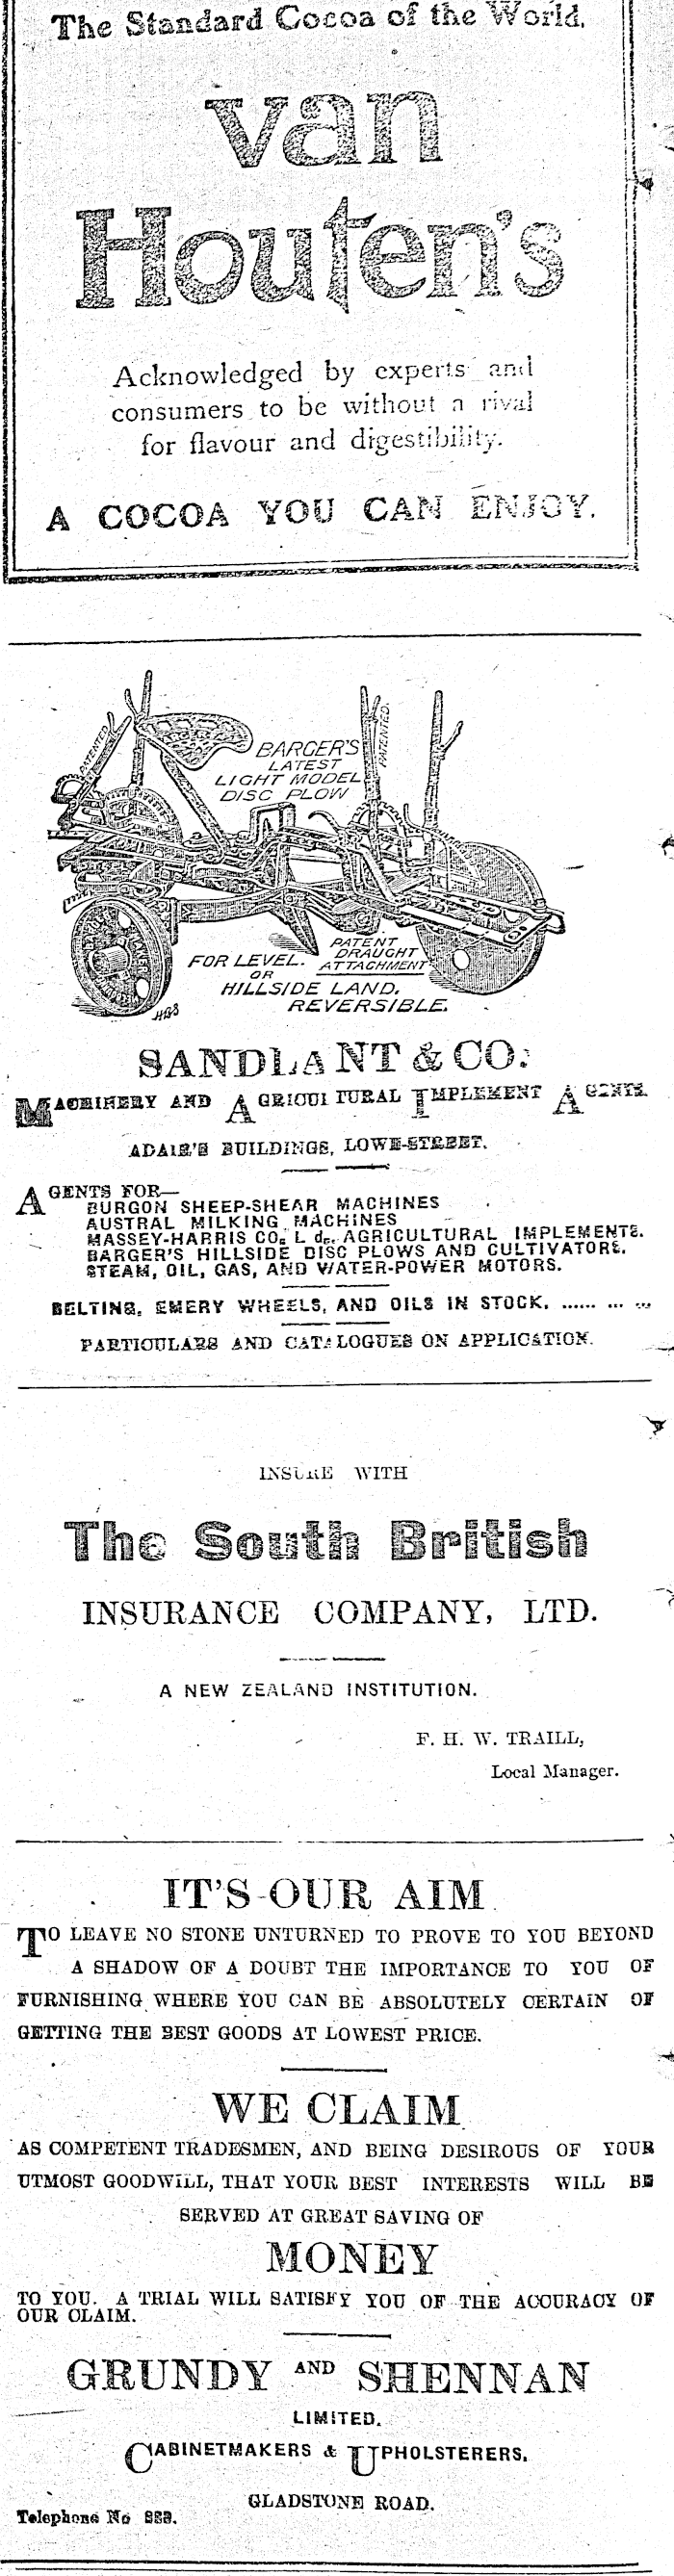 The Standard Cocoa of the World.
van
Houten's
Acknowledged by experts and
consumers to be without a rival
for flavour and digestibility.
A COCOA YOU CAN ENJOY.
PATENTED.
PATENTED.
BARGER'S
LATEST
LIGHT MODEL
DISC PLOW
FOR LEVEL.
OR
HILLSIDE LAND.
REVERSIBLE.
PATENT
DRAUGHT
ATTACHMENT
HGS
SANDLANT & CO.
MACHINERY AND AGRICULTURAL IMPLEMENT AGENTS.
ADAIR'S BUILDINGS, LOWE-STREET.
AGENTS FOR—
BURGON SHEEP-SHEAR MACHINES
AUSTRAL MILKING MACHINES
MASSEY-HARRIS CO. L d., AGRICULTURAL IMPLEMENTS.
BARGER'S HILLSIDE DISC PLOWS AND CULTIVATORS.
STEAM, OIL, GAS, AND WATER-POWER MOTORS.
BELTING, EMERY WHEELS, AND OILS IN STOCK. ...... ... ...
PARTICULARS AND CATALOGUES ON APPLICATION.
INSURE WITH
The South British
INSURANCE COMPANY, LTD.
A NEW ZEALAND INSTITUTION.
F. H. W. TRAILL,
Local Manager.
IT'S OUR AIM
TO LEAVE NO STONE UNTURNED TO PROVE TO YOU BEYOND
A SHADOW OF A DOUBT THE IMPORTANCE TO YOU OF
FURNISHING WHERE YOU CAN BE ABSOLUTELY CERTAIN OF
GETTING THE BEST GOODS AT LOWEST PRICE.
WE CLAIM
AS COMPETENT TRADESMEN, AND BEING DESIROUS OF YOUR
UTMOST GOODWILL, THAT YOUR BEST INTERESTS WILL BE
SERVED AT GREAT SAVING OF
MONEY
TO YOU. A TRIAL WILL SATISFY YOU OF THE ACCURACY OF
OUR CLAIM.
GRUNDY AND SHENNAN
LIMITED.
CABINETMAKERS & UPHOLSTERERS.
GLADSTONE ROAD.
Telephone No